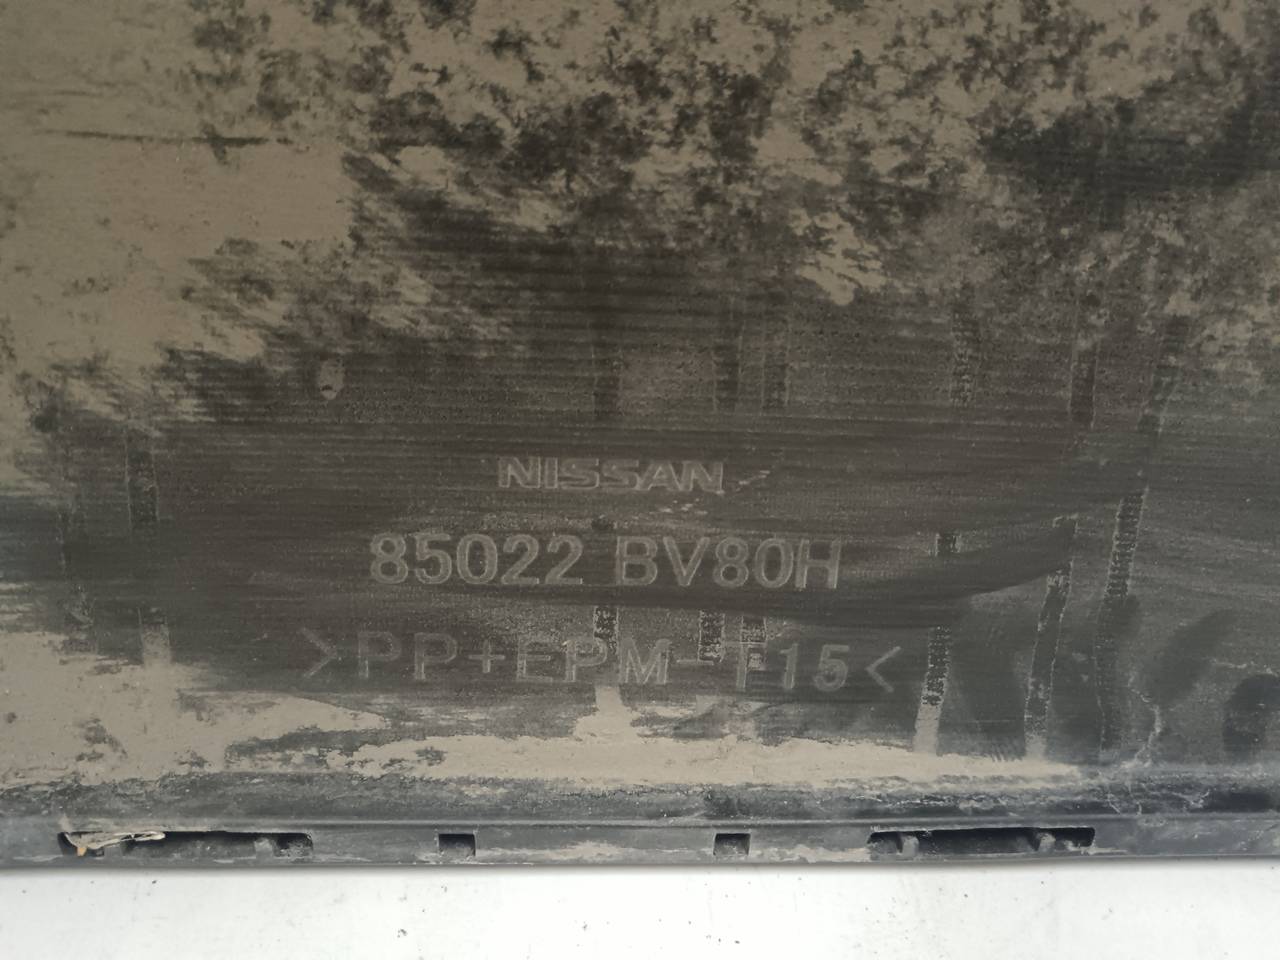 NISSAN
85022 BV80H
>PP+EPM-T15<